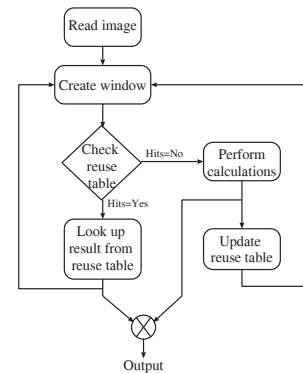 Read image
Create window
Check
reuse
table
Hits=No
Perform
calculations
Hits=Yes
Look up
result from
reuse table
Update
reuse table
Output